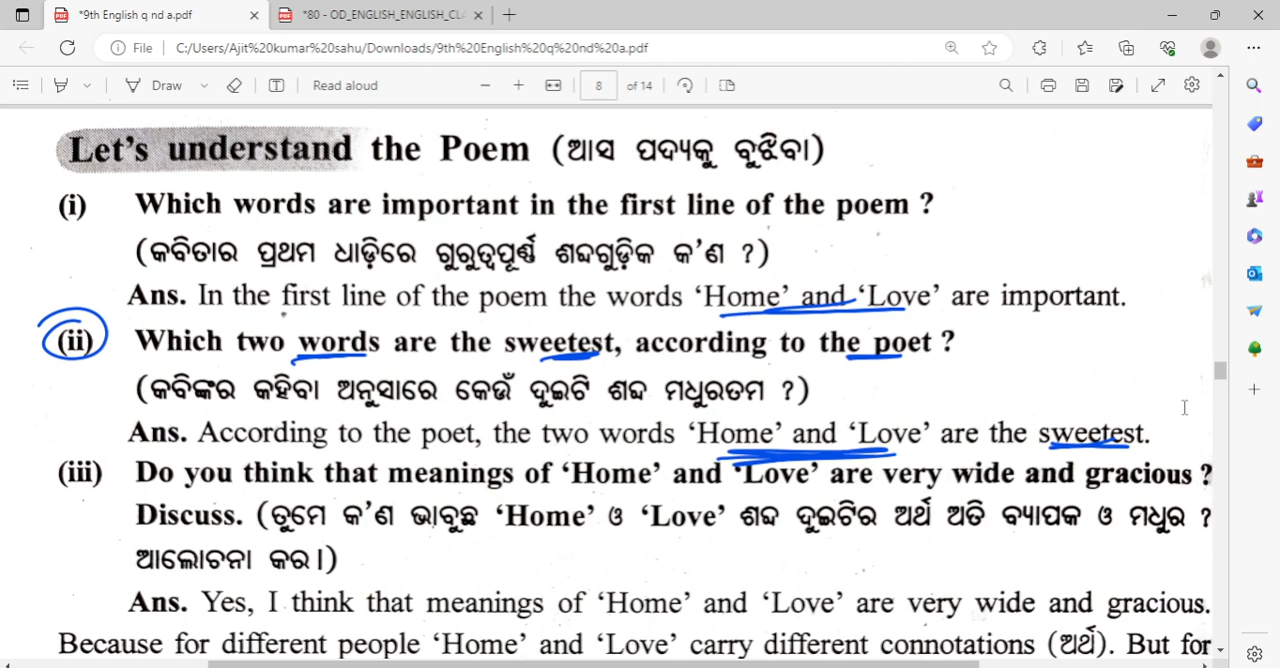 *9th English q nd a.pdf
*80 - OD_ENGLISH_ENGLISH_CLA
File C:/Users/Ajit%20kumar%20sahu/Downloads/9th%20English%20q%20nd%20a.pdf
Draw Read aloud 8 of 14
Let's understand the Poem (ଆସ ପଦ୍ୟକୁ ବୁଝିବା)
(i) Which words are important in the first line of the poem ?
(କବିତାର ପ୍ରଥମ ଧାଡ଼ିରେ ଗୁରୁତ୍ୱପୂର୍ଣ୍ଣ ଶବ୍ଦଗୁଡ଼ିକ କ'ଣ ?)
Ans. In the first line of the poem the words 'Home' and 'Love' are important.
(ii) Which two words are the sweetest, according to the poet ?
(କବିଙ୍କର କହିବା ଅନୁସାରେ କେଉଁ ଦୁଇଟି ଶବ୍ଦ ମଧୁରତମ ?)
Ans. According to the poet, the two words 'Home' and 'Love' are the sweetest.
(iii) Do you think that meanings of 'Home' and 'Love' are very wide and gracious ?
Discuss. (ତୁମେ କ'ଣ ଭାବୁଛ 'Home' ଓ 'Love' ଶବ୍ଦ ଦୁଇଟିର ଅର୍ଥ ଅତି ବ୍ୟାପକ ଓ ମଧୁର ?
ଆଲୋଚନା କର।)
Ans. Yes, I think that meanings of 'Home' and 'Love' are very wide and gracious.
Because for different people 'Home' and 'Love' carry different connotations (ଅର୍ଥ). But for